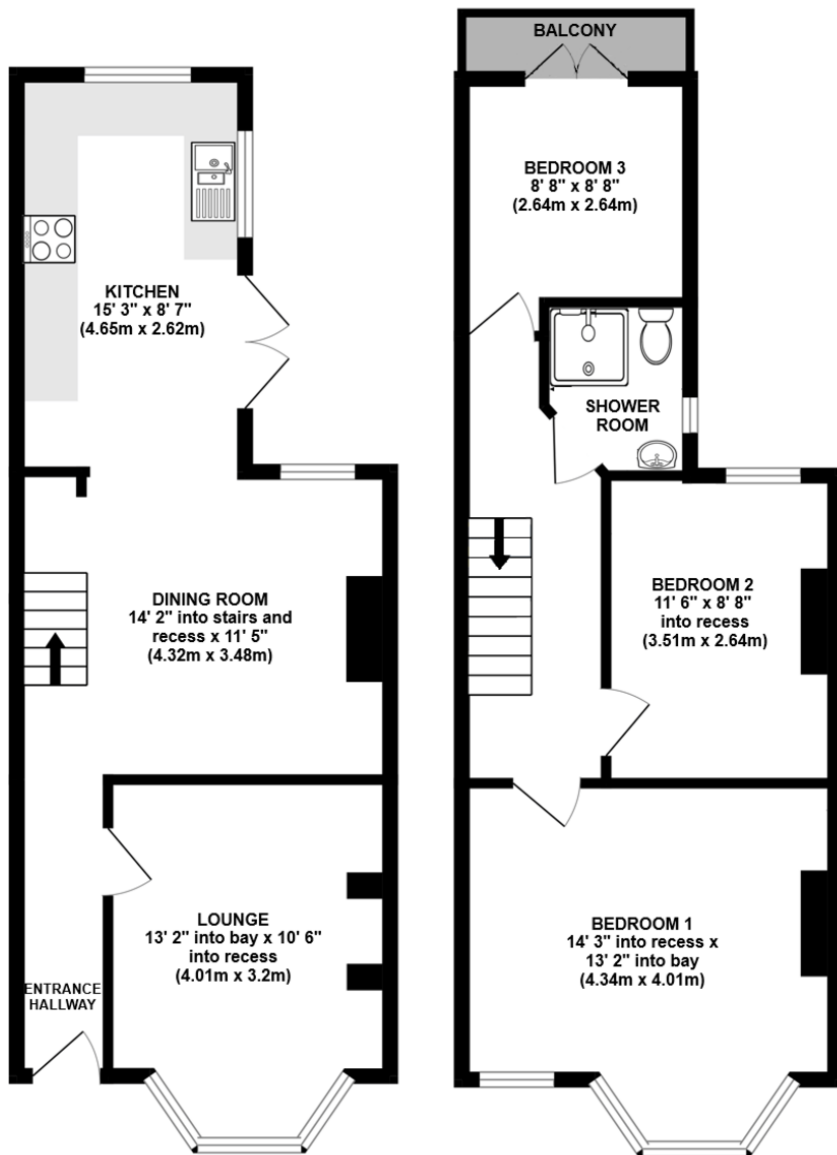 KITCHEN
15' 3" x 8' 7"
(4.65m x 2.62m)
DINING ROOM
14' 2" into stairs and
recess x 11' 5"
(4.32m x 3.48m)
LOUNGE
13' 2" into bay x 10' 6"
into recess
(4.01m x 3.2m)
ENTRANCE
HALLWAY
BALCONY
BEDROOM 3
8' 8" x 8' 8"
(2.64m x 2.64m)
SHOWER
ROOM
BEDROOM 2
11' 6" x 8' 8"
into recess
(3.51m x 2.64m)
BEDROOM 1
14' 3" into recess x
13' 2" into bay
(4.34m x 4.01m)